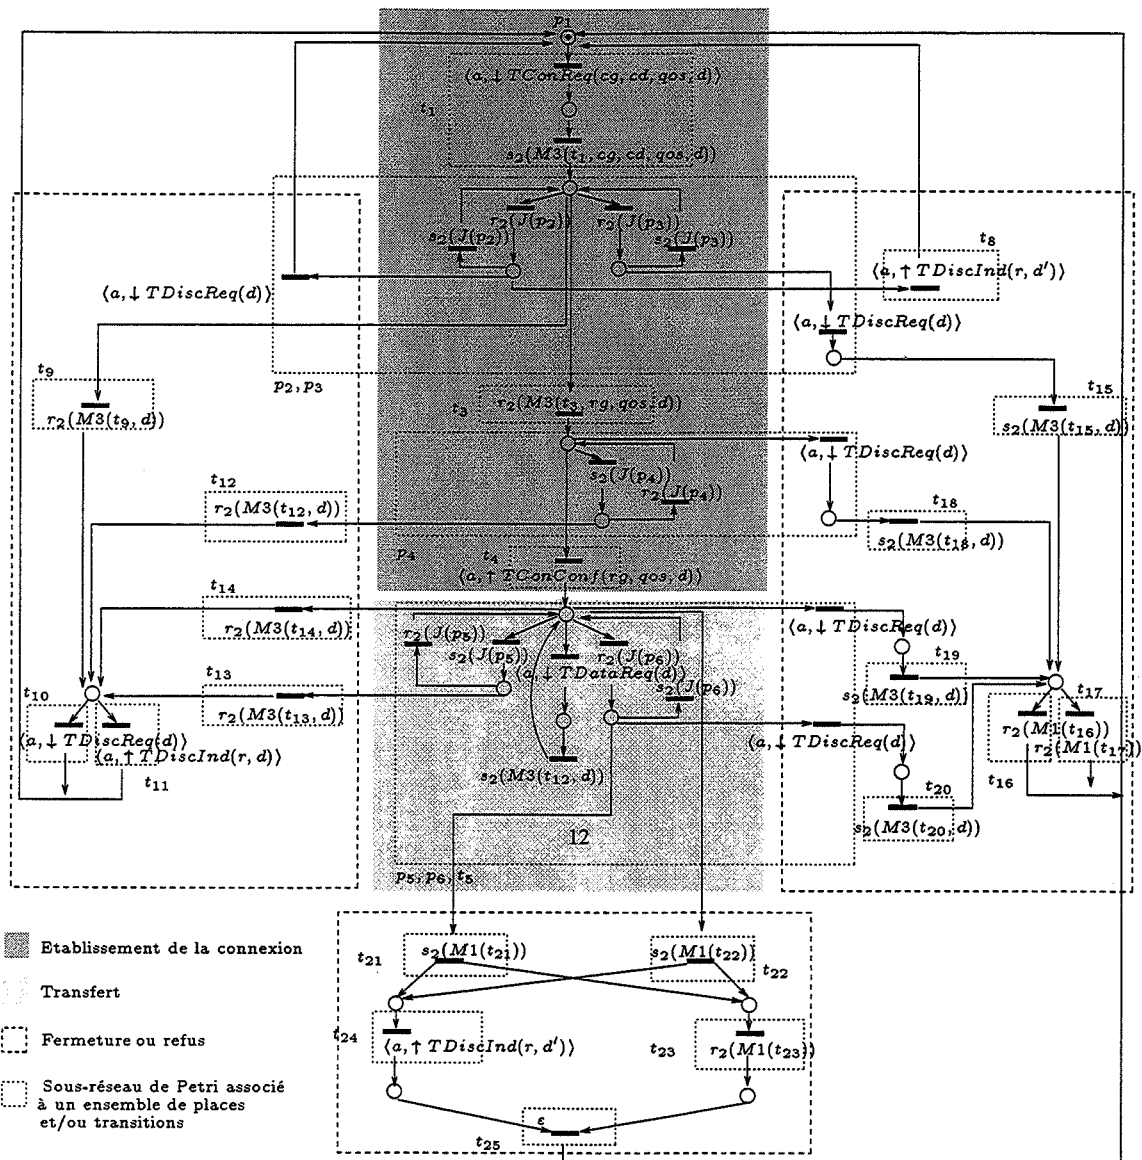 p₁
⟨a,↓ TConReq(cg, cd, qos, d)⟩
t₁
s₂(M3(t₁, cg, cd, qos, d))
r₂(J(p₂))
r₂(J(p₃))
s₂(J(p₂))
s₂(J(p₃))
t₈
⟨a,↑ TDiscInd(r, d′)⟩
⟨a,↓ TDiscReq(d)⟩
⟨a,↓ TDiscReq(d)⟩
t₉
p₂, p₃
t₁₅
r₂(M3(t₉, d))
t₃
r₂(M3(t₃, rg, qos, d))
s₂(M3(t₁₅, d))
⟨a,↓ TDiscReq(d)⟩
s₂(J(p₄))
r₂(J(p₄))
t₁₂
r₂(M3(t₁₂, d))
t₁₈
s₂(M3(t₁₈, d))
p₄
t₄
⟨a,↑ TConConf(rg, qos, d)⟩
t₁₄
r₂(M3(t₁₄, d))
r₂(J(p₅))
s₂(J(p₅))
r₂(J(p₆))
⟨a,↓ TDiscReq(d)⟩
⟨a,↓ TDataReq(d)⟩
s₂(J(p₆))
t₁₉
s₂(M3(t₁₉, d))
t₁₃
r₂(M3(t₁₃, d))
t₁₀
t₁₇
⟨a,↓ TDiscReq(d)⟩
⟨a,↑ TDiscInd(r, d)⟩
t₁₁
⟨a,↓ TDiscReq(d)⟩
r₂(M1(t₁₆))
r₂(M1(t₁₇))
t₁₆
s₂(M3(t₁₂, d))
t₂₀
s₂(M3(t₂₀, d))
12
p₅, p₆, t₅
Etablissement de la connexion
t₂₁
s₂(M1(t₂₁))
s₂(M1(t₂₂))
t₂₂
Transfert
Fermeture ou refus
t₂₄
⟨a,↑ TDiscInd(r, d′)⟩
t₂₃
r₂(M1(t₂₃))
Sous-réseau de Petri associé
à un ensemble de places
et/ou transitions
ε
t₂₅